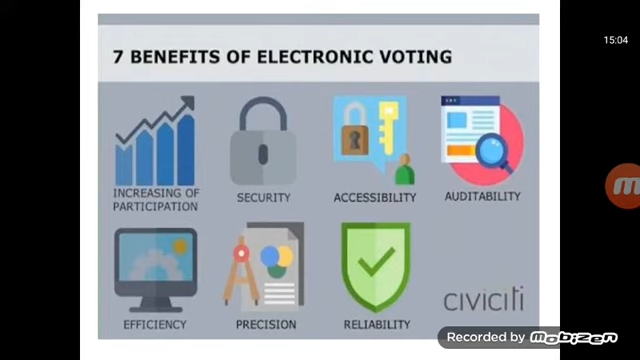 15:04
7 BENEFITS OF ELECTRONIC VOTING
INCREASING OF
PARTICIPATION
SECURITY
ACCESSIBILITY
AUDITABILITY
EFFICIENCY
PRECISION
RELIABILITY
CIVICITI
Recorded by
mobizen